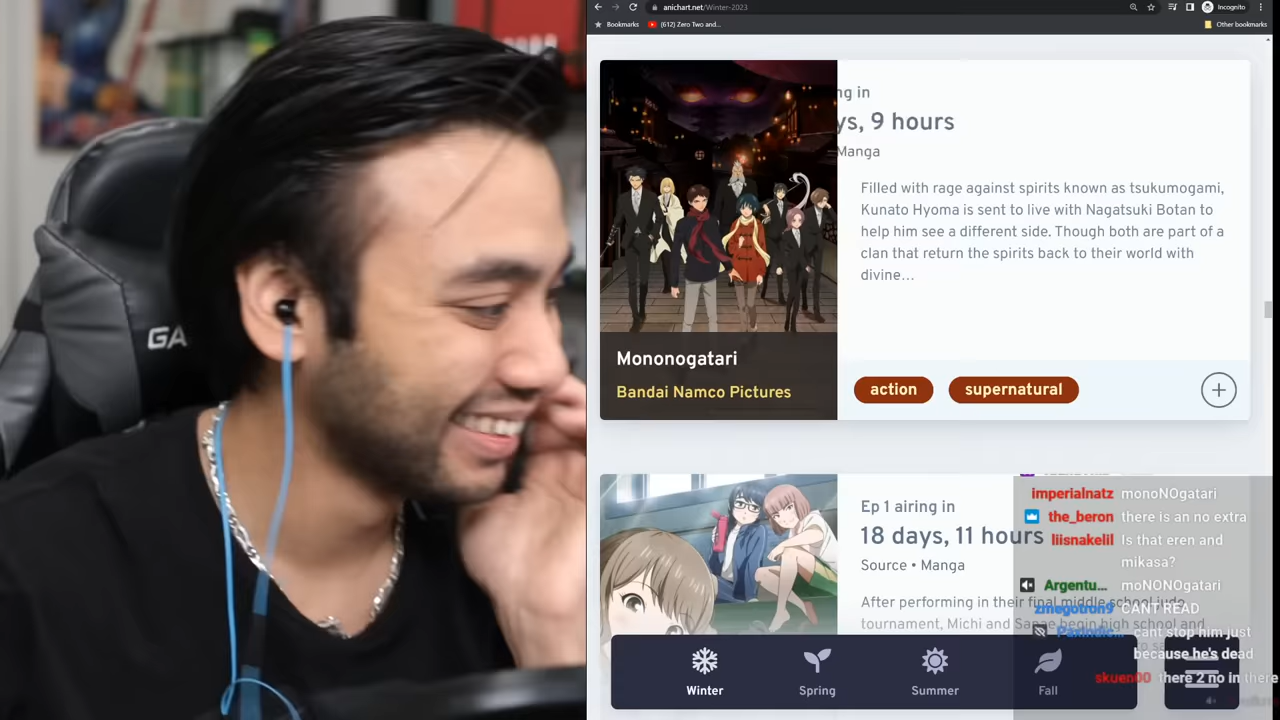 anichart.net/Winter-2023
Incognito
Bookmarks
(612) Zero Two and...
Other bookmarks
ng in
ys, 9 hours
Manga
Filled with rage against spirits known as tsukumogami,
Kunato Hyoma is sent to live with Nagatsuki Botan to
help him see a different side. Though both are part of a
clan that return the spirits back to their world with
divine…
Mononogatari
Bandai Namco Pictures
action
supernatural
GA
Ep 1 airing in
18 days, 11 hours
Source • Manga
After performing in their final middle school judo
tournament, Michi and Sanae begin high school and
imperialnatz monoNOgatari
the_beron there is an no extra
liisnakelil Is that eren and
mikasa?
Argentu... moNONOgatari
zmegotron9 CANT READ
cant stop him just
because he's dead
skuen00 there 2 no in there
Winter
Spring
Summer
Fall